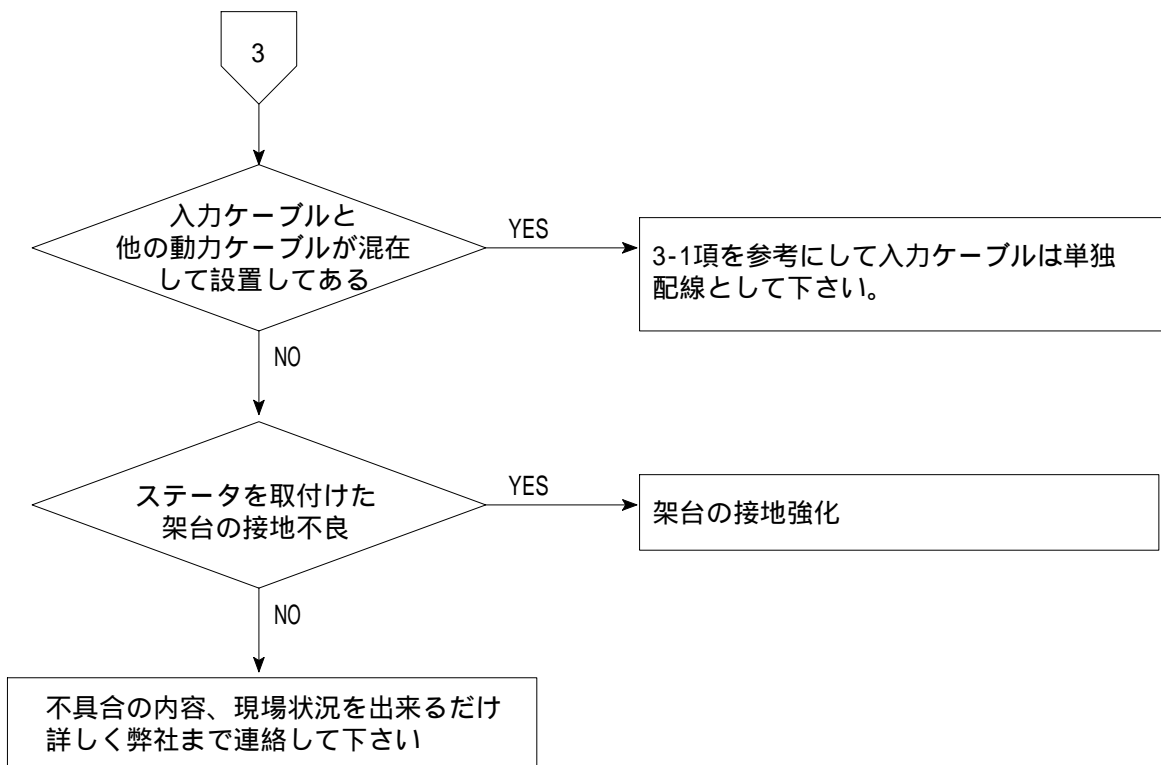 3
入力ケーブルと
他の動力ケーブルが混在
して設置してある
YES
3-1項を参考にして入力ケーブルは単独
配線として下さい。
NO
ステータを取付けた
架台の接地不良
YES
架台の接地強化
NO
不具合の内容、現場状況を出来るだけ
詳しく弊社まで連絡して下さい